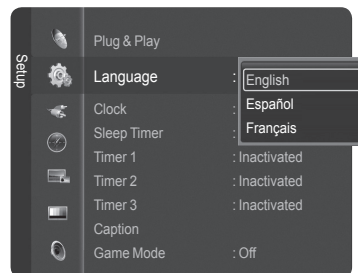 Setup
Plug & Play
Language : English
Español
Français
Clock :
Sleep Timer :
Timer 1 : Inactivated
Timer 2 : Inactivated
Timer 3 : Inactivated
Caption
Game Mode : Off